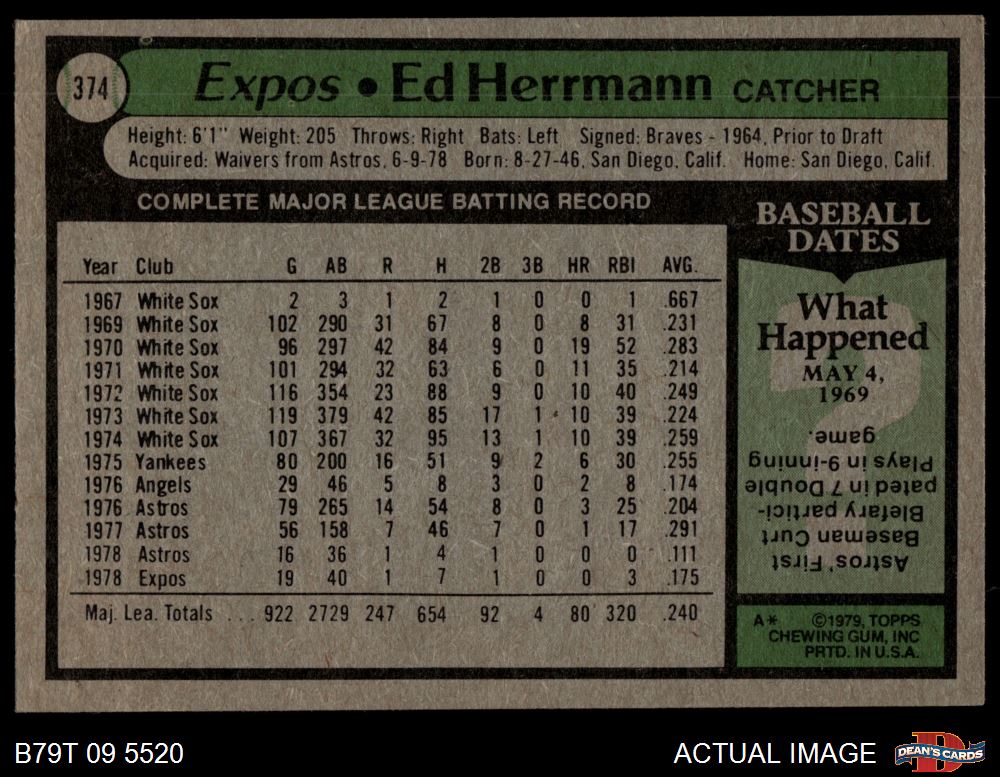 374
Expos • Ed Herrmann CATCHER
Height: 6'1" Weight: 205 Throws: Right Bats: Left Signed: Braves - 1964, Prior to Draft
Acquired: Waivers from Astros, 6-9-78 Born: 8-27-46, San Diego, Calif. Home: San Diego, Calif.
COMPLETE MAJOR LEAGUE BATTING RECORD
Year Club G AB R H 2B 3B HR RBI AVG.
1967 White Sox 2 3 1 2 1 0 0 1 .667
1969 White Sox 102 290 31 67 8 0 8 31 .231
1970 White Sox 96 297 42 84 9 0 19 52 .283
1971 White Sox 101 294 32 63 6 0 11 35 .214
1972 White Sox 116 354 23 88 9 0 10 40 .249
1973 White Sox 119 379 42 85 17 1 10 39 .224
1974 White Sox 107 367 32 95 13 1 10 39 .259
1975 Yankees 80 200 16 51 9 2 6 30 .255
1976 Angels 29 46 5 8 3 0 2 8 .174
1976 Astros 79 265 14 54 8 0 3 25 .204
1977 Astros 56 158 7 46 7 0 1 17 .291
1978 Astros 16 36 1 4 1 0 0 0 .111
1978 Expos 19 40 1 7 1 0 0 3 .175
Maj. Lea. Totals ... 922 2729 247 654 92 4 80 320 .240
BASEBALL
DATES
What
Happened
MAY 4,
1969
Astros' First
Baseman Curt
Blefary partici-
pated in 7 Double
Plays in 9-inning
game.
A* ©1979, TOPPS
CHEWING GUM, INC
PRTD. IN U.S.A.
B79T 09 5520
ACTUAL IMAGE
D
DEAN'S CARDS